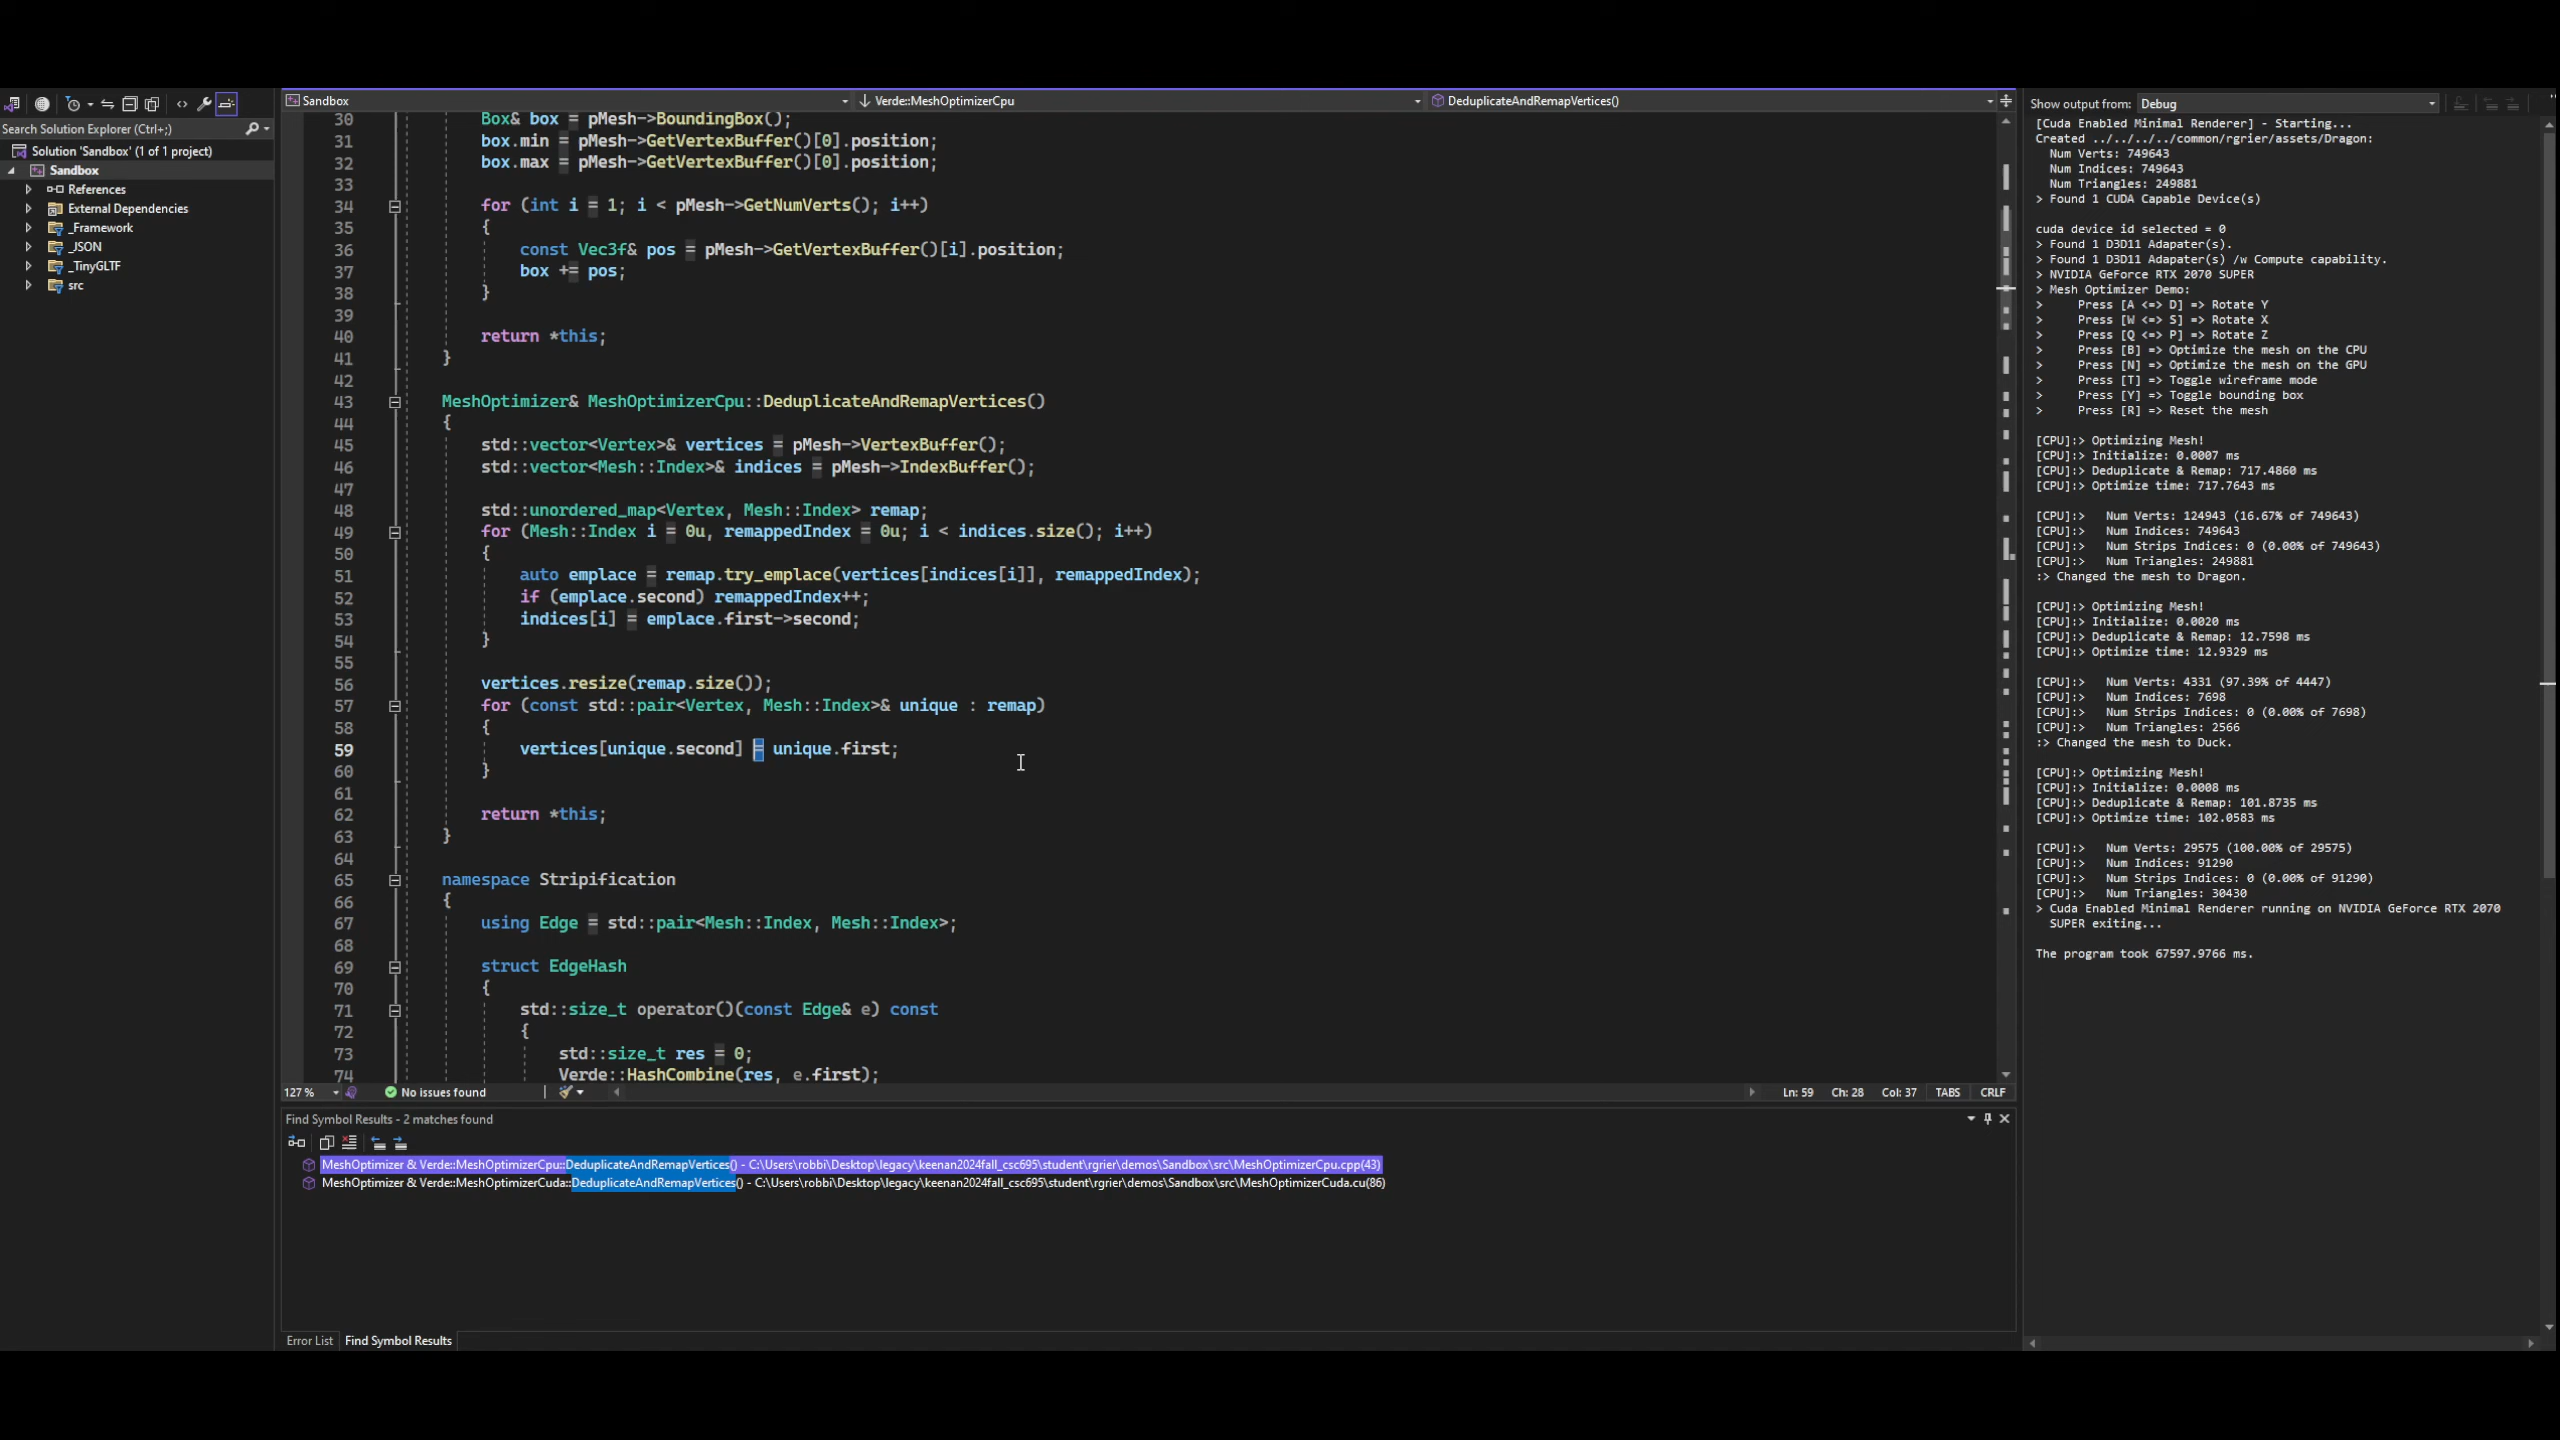 Search Solution Explorer (Ctrl+;)
Solution 'Sandbox' (1 of 1 project)
Sandbox
References
External Dependencies
_Framework
_JSON
_TinyGLTF
src
Sandbox
Verde::MeshOptimizerCpu
DeduplicateAndRemapVertices()
30 Box& box = pMesh->BoundingBox();
31 box.min = pMesh->GetVertexBuffer()[0].position;
32 box.max = pMesh->GetVertexBuffer()[0].position;
33
34 for (int i = 1; i < pMesh->GetNumVerts(); i++)
35 {
36 const Vec3f& pos = pMesh->GetVertexBuffer()[i].position;
37 box += pos;
38 }
39
40 return *this;
41 }
42
43 MeshOptimizer& MeshOptimizerCpu::DeduplicateAndRemapVertices()
44 {
45 std::vector<Vertex>& vertices = pMesh->VertexBuffer();
46 std::vector<Mesh::Index>& indices = pMesh->IndexBuffer();
47
48 std::unordered_map<Vertex, Mesh::Index> remap;
49 for (Mesh::Index i = 0u, remappedIndex = 0u; i < indices.size(); i++)
50 {
51 auto emplace = remap.try_emplace(vertices[indices[i]], remappedIndex);
52 if (emplace.second) remappedIndex++;
53 indices[i] = emplace.first->second;
54 }
55
56 vertices.resize(remap.size());
57 for (const std::pair<Vertex, Mesh::Index>& unique : remap)
58 {
59 vertices[unique.second] = unique.first;
60 }
61
62 return *this;
63 }
64
65 namespace Stripification
66 {
67 using Edge = std::pair<Mesh::Index, Mesh::Index>;
68
69 struct EdgeHash
70 {
71 std::size_t operator()(const Edge& e) const
72 {
73 std::size_t res = 0;
74 Verde::HashCombine(res, e.first);
127 %
No issues found
Ln: 59 Ch: 28 Col: 37 TABS CRLF
Find Symbol Results - 2 matches found
MeshOptimizer & Verde::MeshOptimizerCpu::DeduplicateAndRemapVertices() - C:\Users\robbi\Desktop\legacy\keenan2024fall_csc695\student\rgrier\demos\Sandbox\src\MeshOptimizerCpu.cpp(43)
MeshOptimizer & Verde::MeshOptimizerCuda::DeduplicateAndRemapVertices() - C:\Users\robbi\Desktop\legacy\keenan2024fall_csc695\student\rgrier\demos\Sandbox\src\MeshOptimizerCuda.cu(86)
Error List Find Symbol Results
Show output from: Debug
[Cuda Enabled Minimal Renderer] - Starting...
Created ../../../../common/rgrier/assets/Dragon:
Num Verts: 749643
Num Indices: 749643
Num Triangles: 249881
> Found 1 CUDA Capable Device(s)
cuda device id selected = 0
> Found 1 D3D11 Adapater(s).
> Found 1 D3D11 Adapater(s) /w Compute capability.
> NVIDIA GeForce RTX 2070 SUPER
> Mesh Optimizer Demo:
> Press [A <=> D] => Rotate Y
> Press [W <=> S] => Rotate X
> Press [Q <=> P] => Rotate Z
> Press [B] => Optimize the mesh on the CPU
> Press [N] => Optimize the mesh on the GPU
> Press [T] => Toggle wireframe mode
> Press [Y] => Toggle bounding box
> Press [R] => Reset the mesh
[CPU]:> Optimizing Mesh!
[CPU]:> Initialize: 0.0007 ms
[CPU]:> Deduplicate & Remap: 717.4860 ms
[CPU]:> Optimize time: 717.7643 ms
[CPU]:> Num Verts: 124943 (16.67% of 749643)
[CPU]:> Num Indices: 749643
[CPU]:> Num Strips Indices: 0 (0.00% of 749643)
[CPU]:> Num Triangles: 249881
:> Changed the mesh to Dragon.
[CPU]:> Optimizing Mesh!
[CPU]:> Initialize: 0.0020 ms
[CPU]:> Deduplicate & Remap: 12.7598 ms
[CPU]:> Optimize time: 12.9329 ms
[CPU]:> Num Verts: 4331 (97.39% of 4447)
[CPU]:> Num Indices: 7698
[CPU]:> Num Strips Indices: 0 (0.00% of 7698)
[CPU]:> Num Triangles: 2566
:> Changed the mesh to Duck.
[CPU]:> Optimizing Mesh!
[CPU]:> Initialize: 0.0008 ms
[CPU]:> Deduplicate & Remap: 101.8735 ms
[CPU]:> Optimize time: 102.0583 ms
[CPU]:> Num Verts: 29575 (100.00% of 29575)
[CPU]:> Num Indices: 91290
[CPU]:> Num Strips Indices: 0 (0.00% of 91290)
[CPU]:> Num Triangles: 30430
> Cuda Enabled Minimal Renderer running on NVIDIA GeForce RTX 2070
SUPER exiting...
The program took 67597.9766 ms.